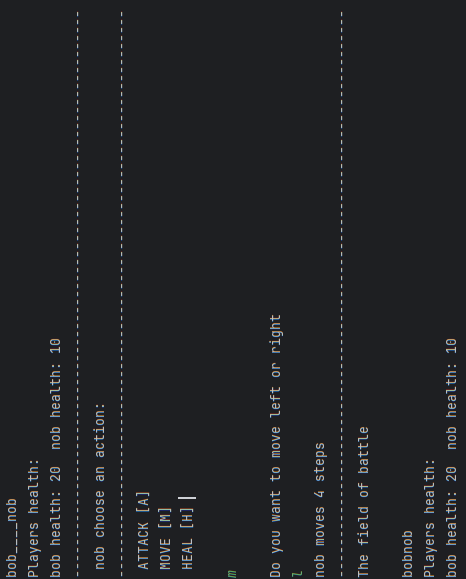 bob____nob
Players health:
bob health: 20  nob health: 10
------------------------------------------------------------------------
  nob choose an action:
------------------------------------------------------------------------
 ATTACK [A]
 MOVE [M]
 HEAL [H]
m
Do you want to move left or right
l
nob moves 4 steps
------------------------------------------------------------------------
The field of battle
bobnob
Players health:
bob health: 20  nob health: 10